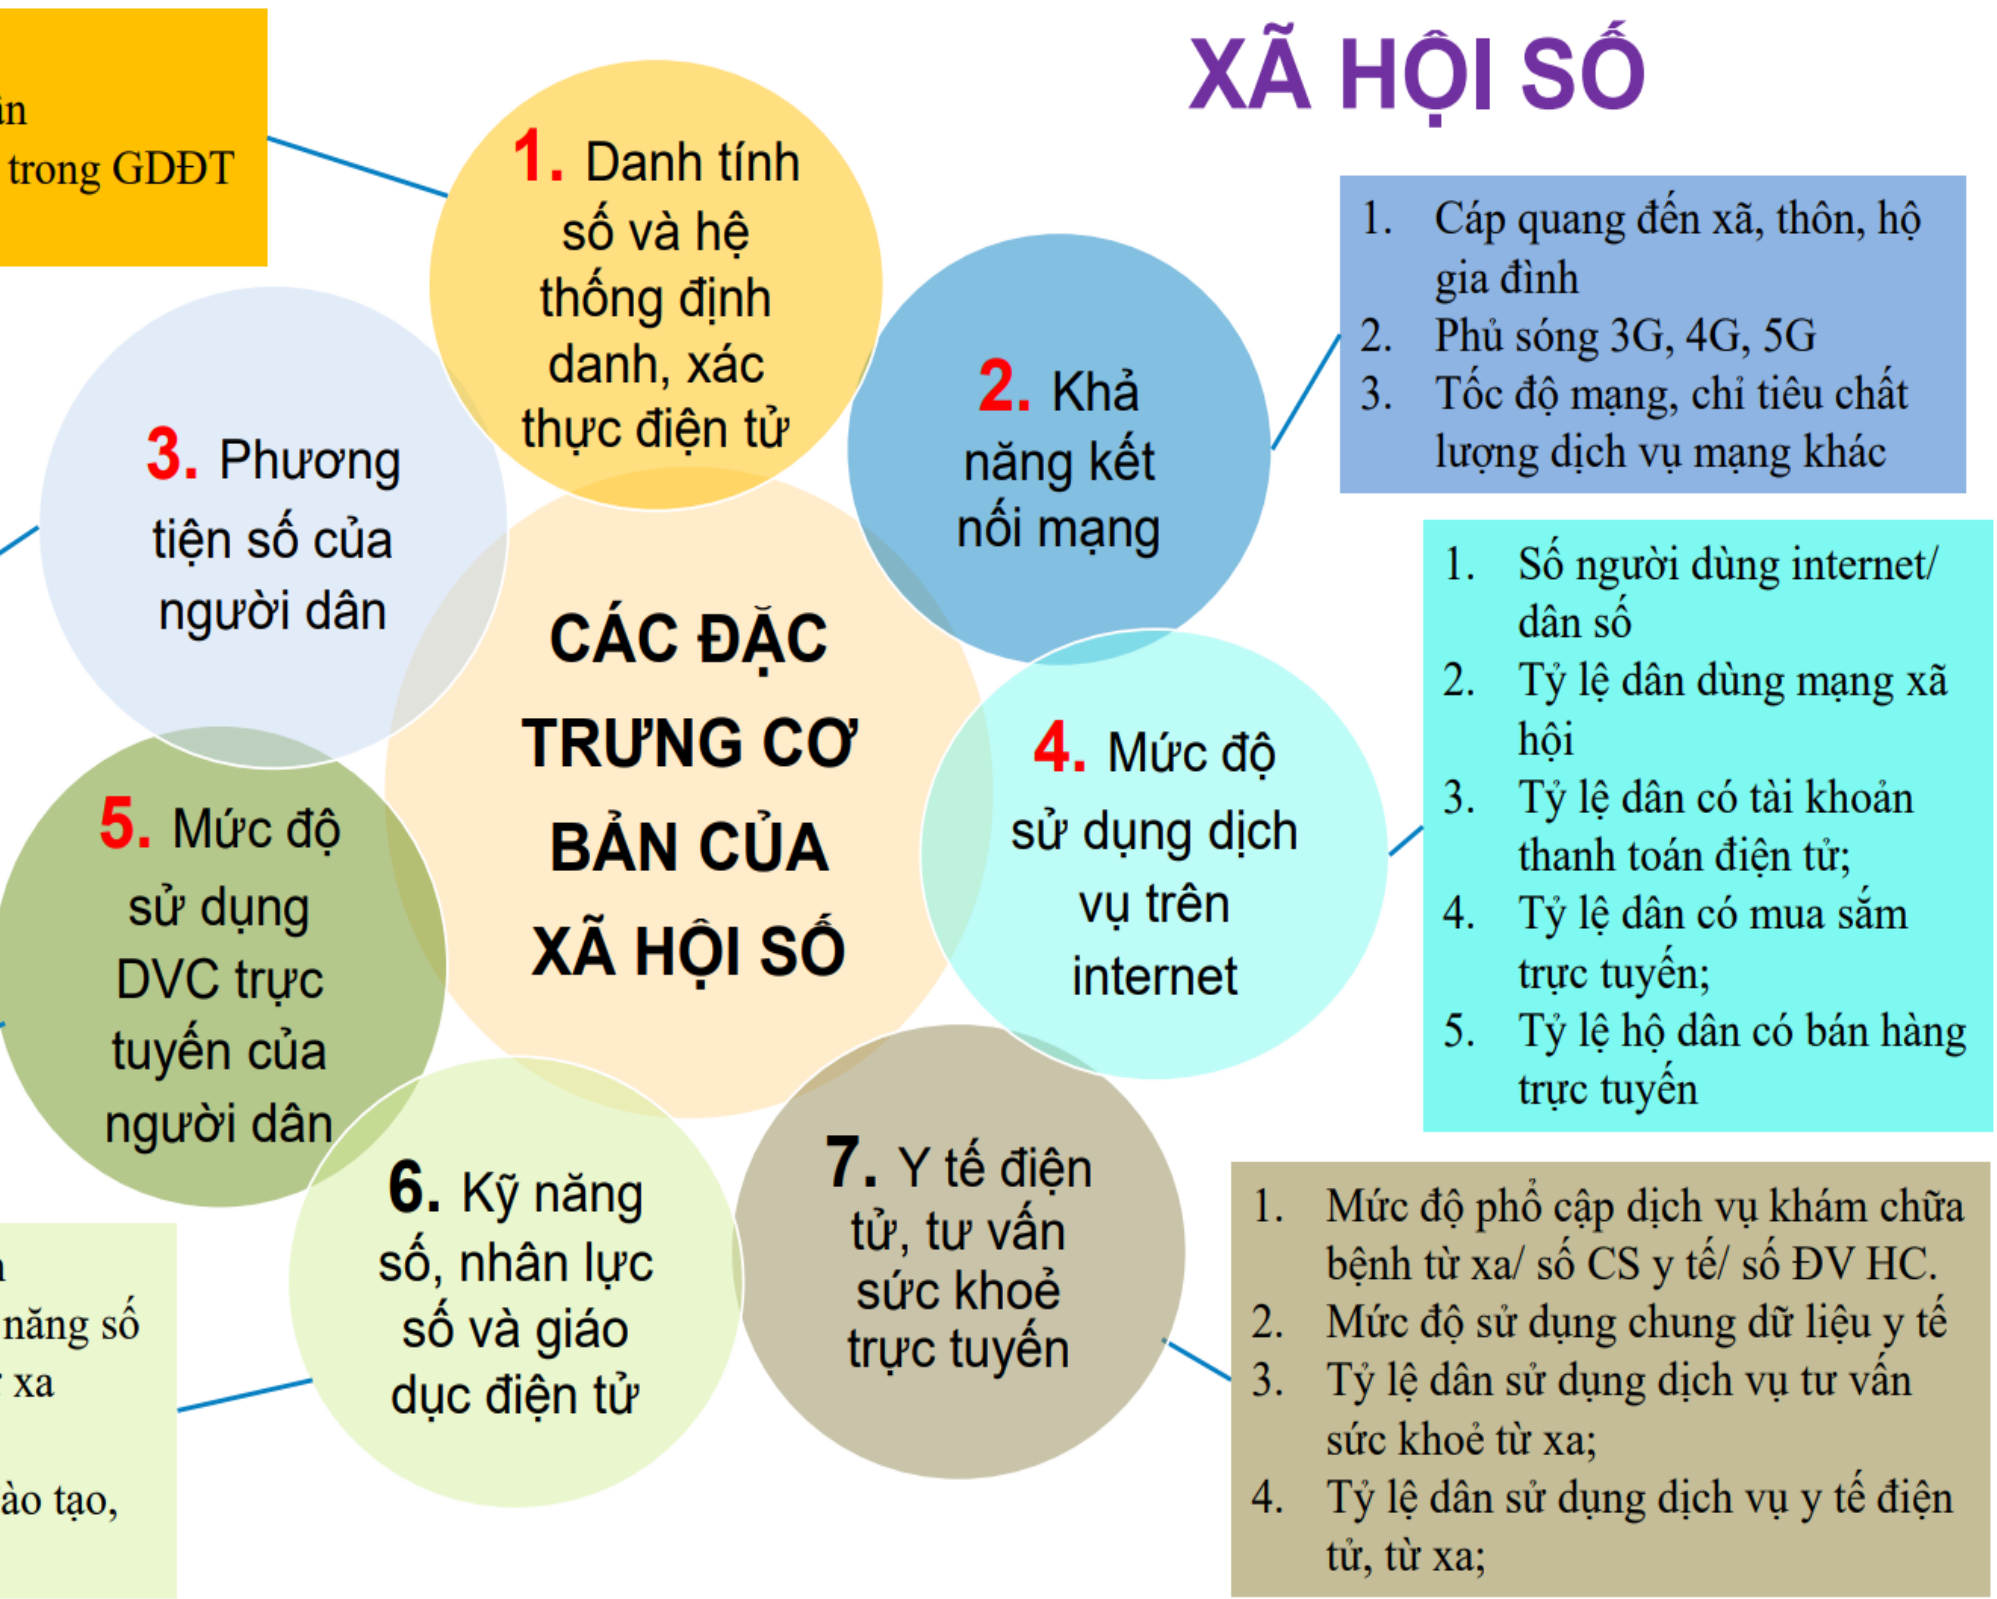 XÃ HỘI SỐ
trong GDĐT
1. Danh tính
số và hệ
thống định
danh, xác
thực điện tử
2. Khả
năng kết
nối mạng
1. Cáp quang đến xã, thôn, hộ
gia đình
2. Phủ sóng 3G, 4G, 5G
3. Tốc độ mạng, chỉ tiêu chất
lượng dịch vụ mạng khác
3. Phương
tiện số của
người dân
CÁC ĐẶC
TRƯNG CƠ
BẢN CỦA
XÃ HỘI SỐ
4. Mức độ
sử dụng dịch
vụ trên
internet
1. Số người dùng internet/
dân số
2. Tỷ lệ dân dùng mạng xã
hội
3. Tỷ lệ dân có tài khoản
thanh toán điện tử;
4. Tỷ lệ dân có mua sắm
trực tuyến;
5. Tỷ lệ hộ dân có bán hàng
trực tuyến
5. Mức độ
sử dụng
DVC trực
tuyến của
người dân
6. Kỹ năng
số, nhân lực
số và giáo
dục điện tử
năng số
xa
ào tạo,
7. Y tế điện
tử, tư vấn
sức khoẻ
trực tuyến
1. Mức độ phổ cập dịch vụ khám chữa
bệnh từ xa/ số CS y tế/ số ĐV HC.
2. Mức độ sử dụng chung dữ liệu y tế
3. Tỷ lệ dân sử dụng dịch vụ tư vấn
sức khoẻ từ xa;
4. Tỷ lệ dân sử dụng dịch vụ y tế điện
tử, từ xa;